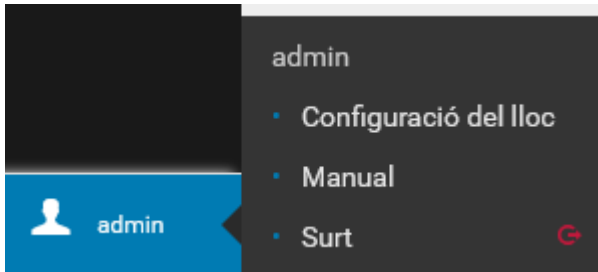 admin
Configuració del lloc
Manual
Surt
admin